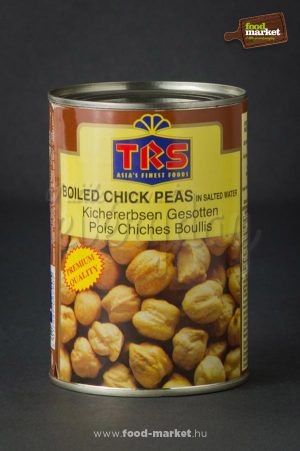 food
market
TRS
ASIA'S FINEST FOODS
BOILED CHICK PEAS IN SALTED WATER
Kichererbsen Gesotten
Pois Chiches Boullis
PREMIUM
QUALITY
www.food-market.hu